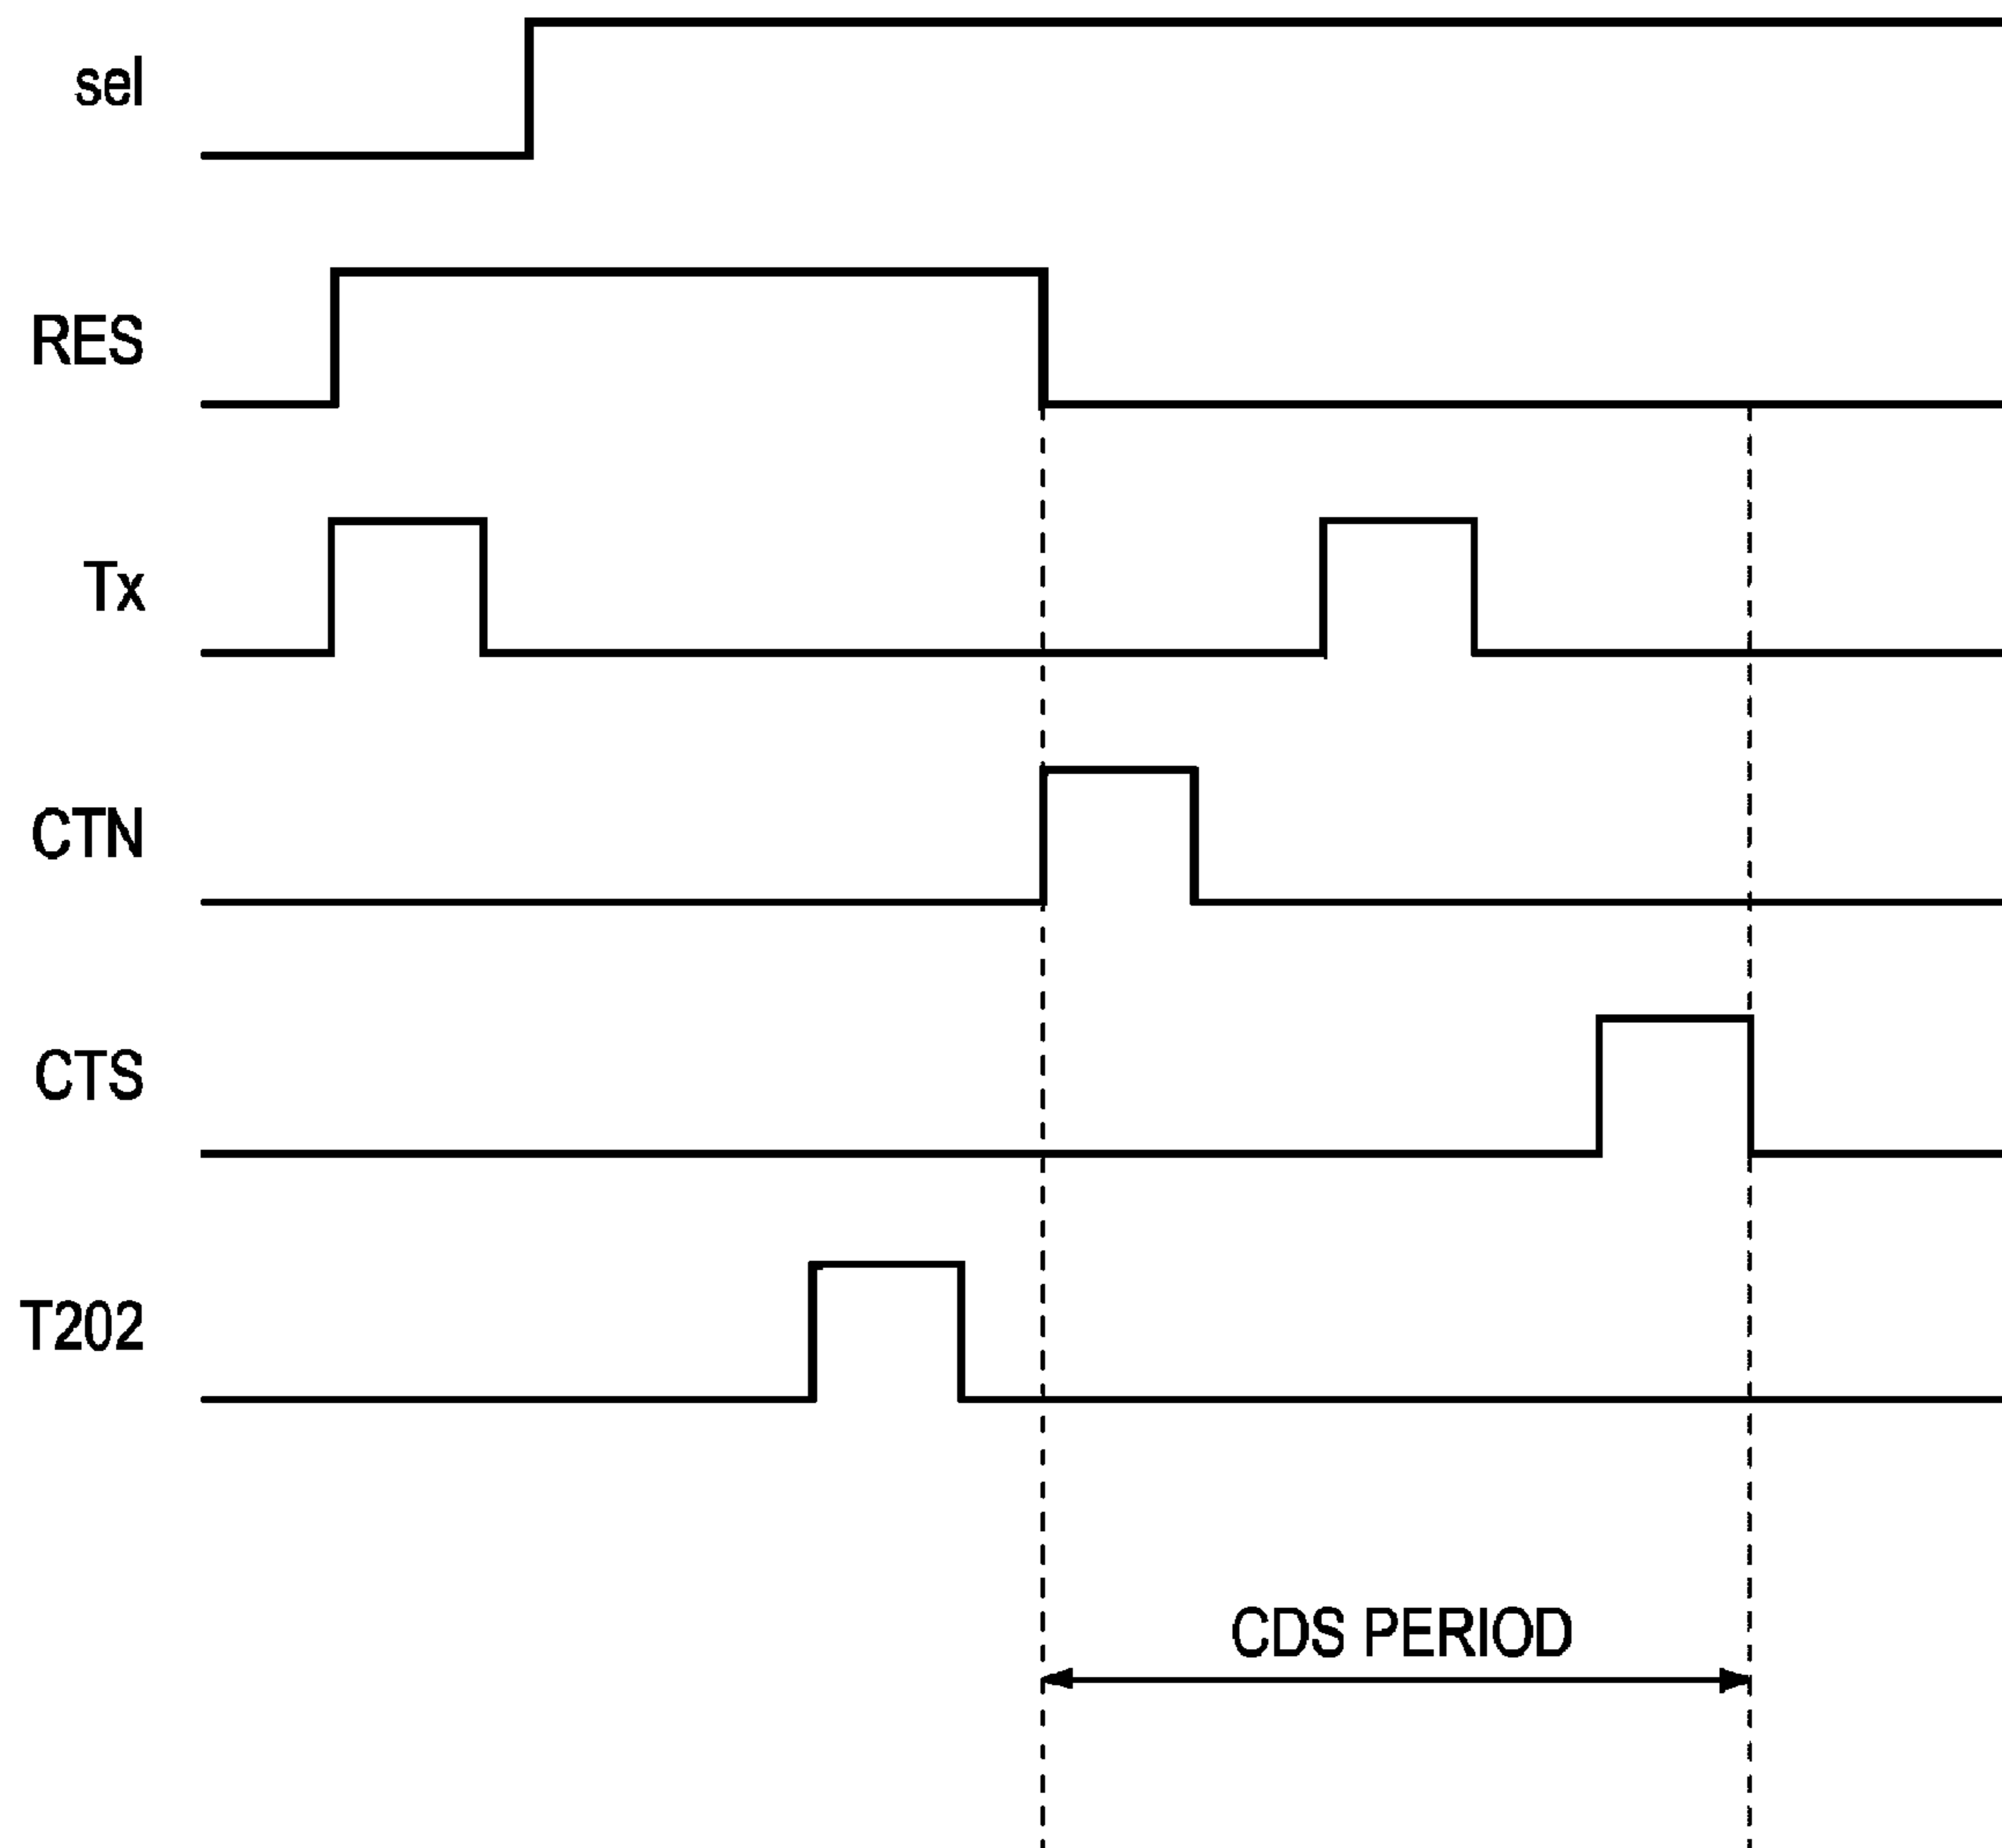 sel
RES
Tx
CTN
CTS
T202
CDS PERIOD